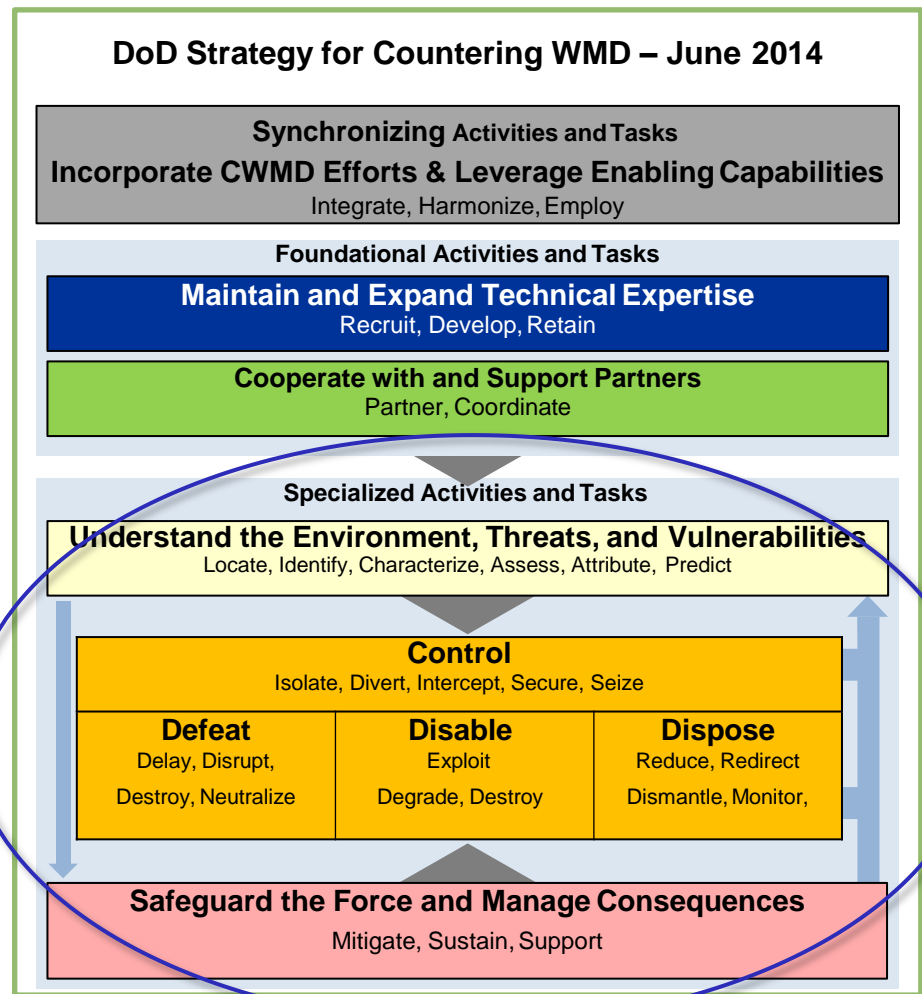 DoD Strategy for Countering WMD – June 2014
Synchronizing Activities and Tasks
Incorporate CWMD Efforts & Leverage Enabling Capabilities
Integrate, Harmonize, Employ
Foundational Activities and Tasks
Maintain and Expand Technical Expertise
Recruit, Develop, Retain
Cooperate with and Support Partners
Partner, Coordinate
Specialized Activities and Tasks
Understand the Environment, Threats, and Vulnerabilities
Locate, Identify, Characterize, Assess, Attribute, Predict
Control
Isolate, Divert, Intercept, Secure, Seize
Defeat
Delay, Disrupt,
Destroy, Neutralize
Disable
Exploit
Degrade, Destroy
Dispose
Reduce, Redirect
Dismantle, Monitor,
Safeguard the Force and Manage Consequences
Mitigate, Sustain, Support